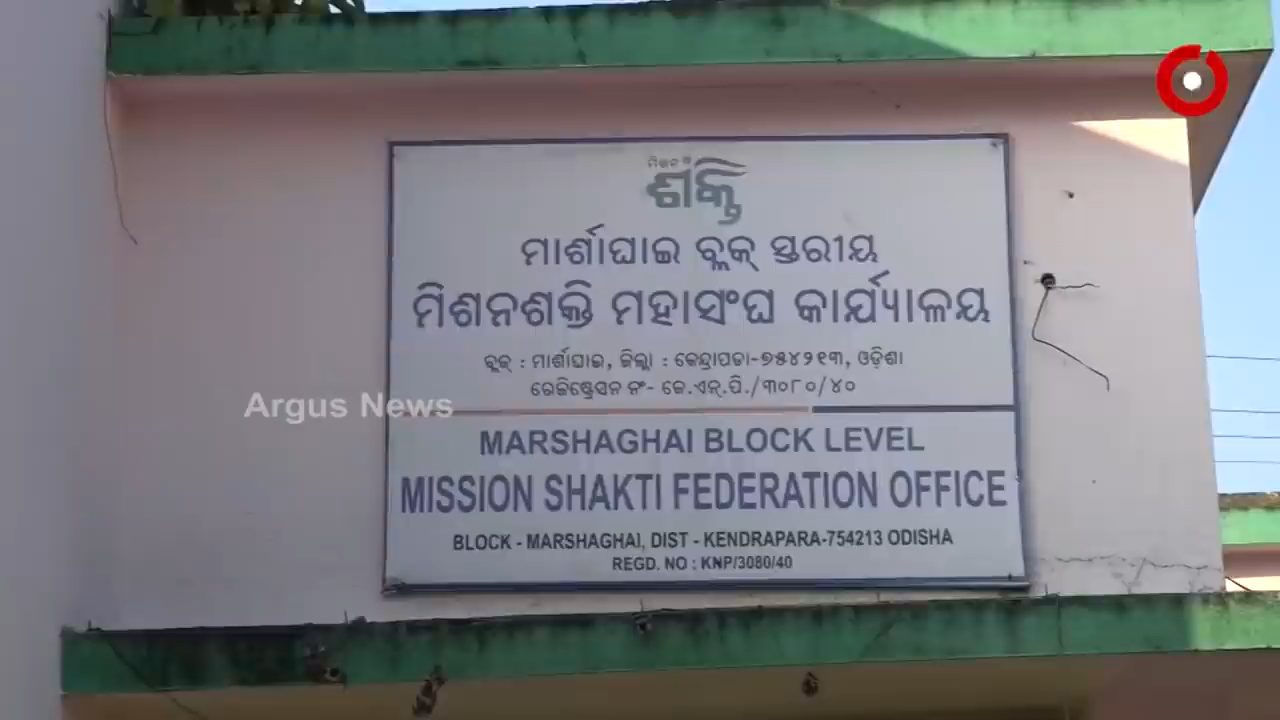 ମିଶନ
ଶକ୍ତି
ମାର୍ଶାଘାଇ ବ୍ଲକ୍ ସ୍ତରୀୟ
ମିଶନଶକ୍ତି ମହାସଂଘ କାର୍ଯ୍ୟାଳୟ
ବ୍ଲକ୍ : ମାର୍ଶାଘାଇ, ଜିଲ୍ଲା : କେନ୍ଦ୍ରାପଡା-୭୫୪୨୧୩, ଓଡ଼ିଶା
ରେଜିଷ୍ଟ୍ରେସନ ନଂ- କେ.ଏନ୍.ପି./୩୦୮୦/୪୦
Argus News
MARSHAGHAI BLOCK LEVEL
MISSION SHAKTI FEDERATION OFFICE
BLOCK - MARSHAGHAI, DIST - KENDRAPARA-754213 ODISHA
REGD. NO : KNP/3080/40